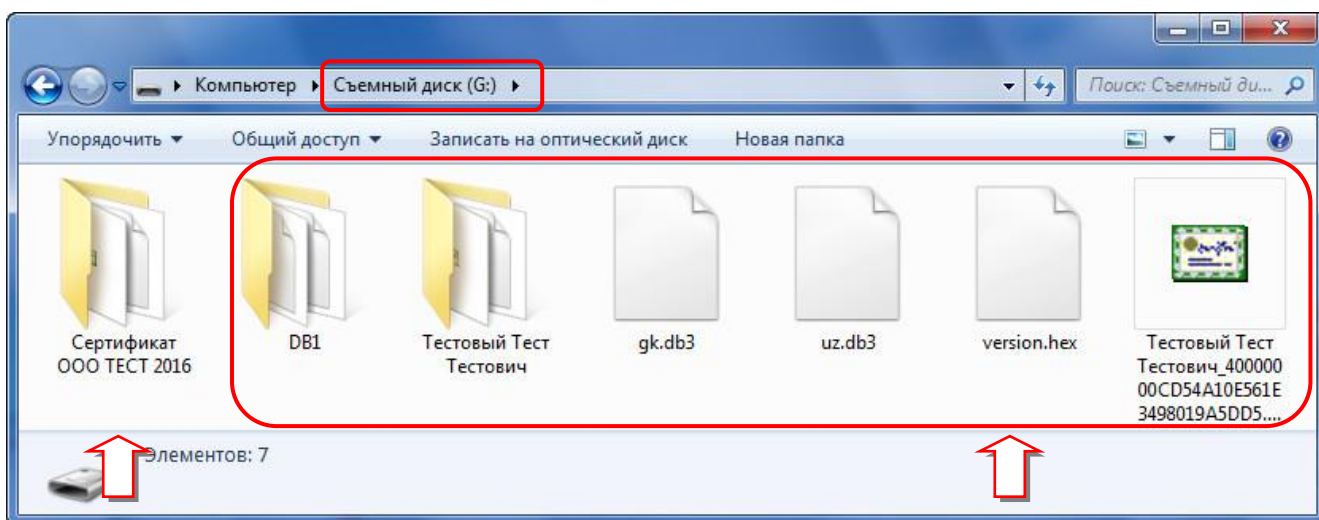 Компьютер Съемный диск (G:)
Поиск: Съемный ди...
Упорядочить Общий доступ Записать на оптический диск Новая папка
Сертификат
ООО ТЕСТ 2016
DB1
Тестовый Тест
Тестович
gk.db3
uz.db3
version.hex
Тестовый Тест
Тестович_400000
00CD54A10E561E
3498019A5DD5....
Элементов: 7